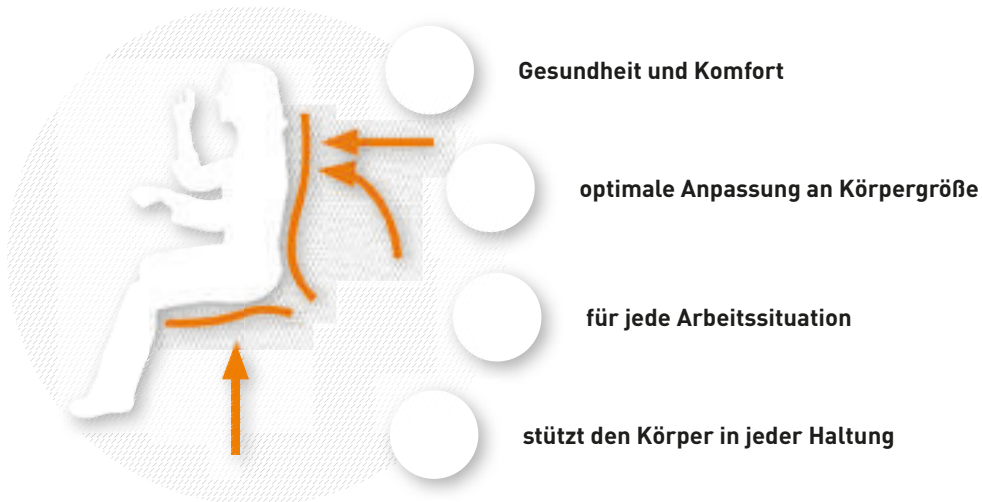 Gesundheit und Komfort
optimale Anpassung an Körpergröße
für jede Arbeitssituation
stützt den Körper in jeder Haltung